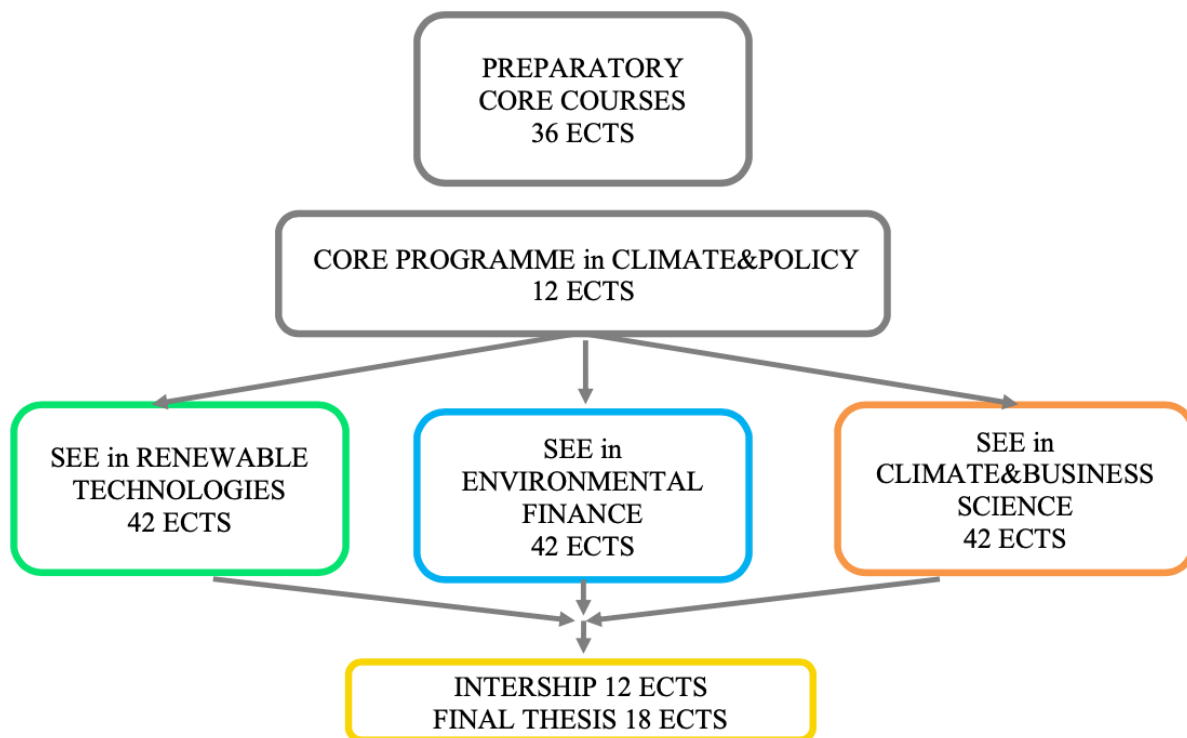 PREPARATORY
CORE COURSES
36 ECTS
CORE PROGRAMME in CLIMATE&POLICY
12 ECTS
SEE in RENEWABLE
TECHNOLOGIES
42 ECTS
SEE in
ENVIRONMENTAL
FINANCE
42 ECTS
SEE in
CLIMATE&BUSINESS
SCIENCE
42 ECTS
INTERSHIP 12 ECTS
FINAL THESIS 18 ECTS